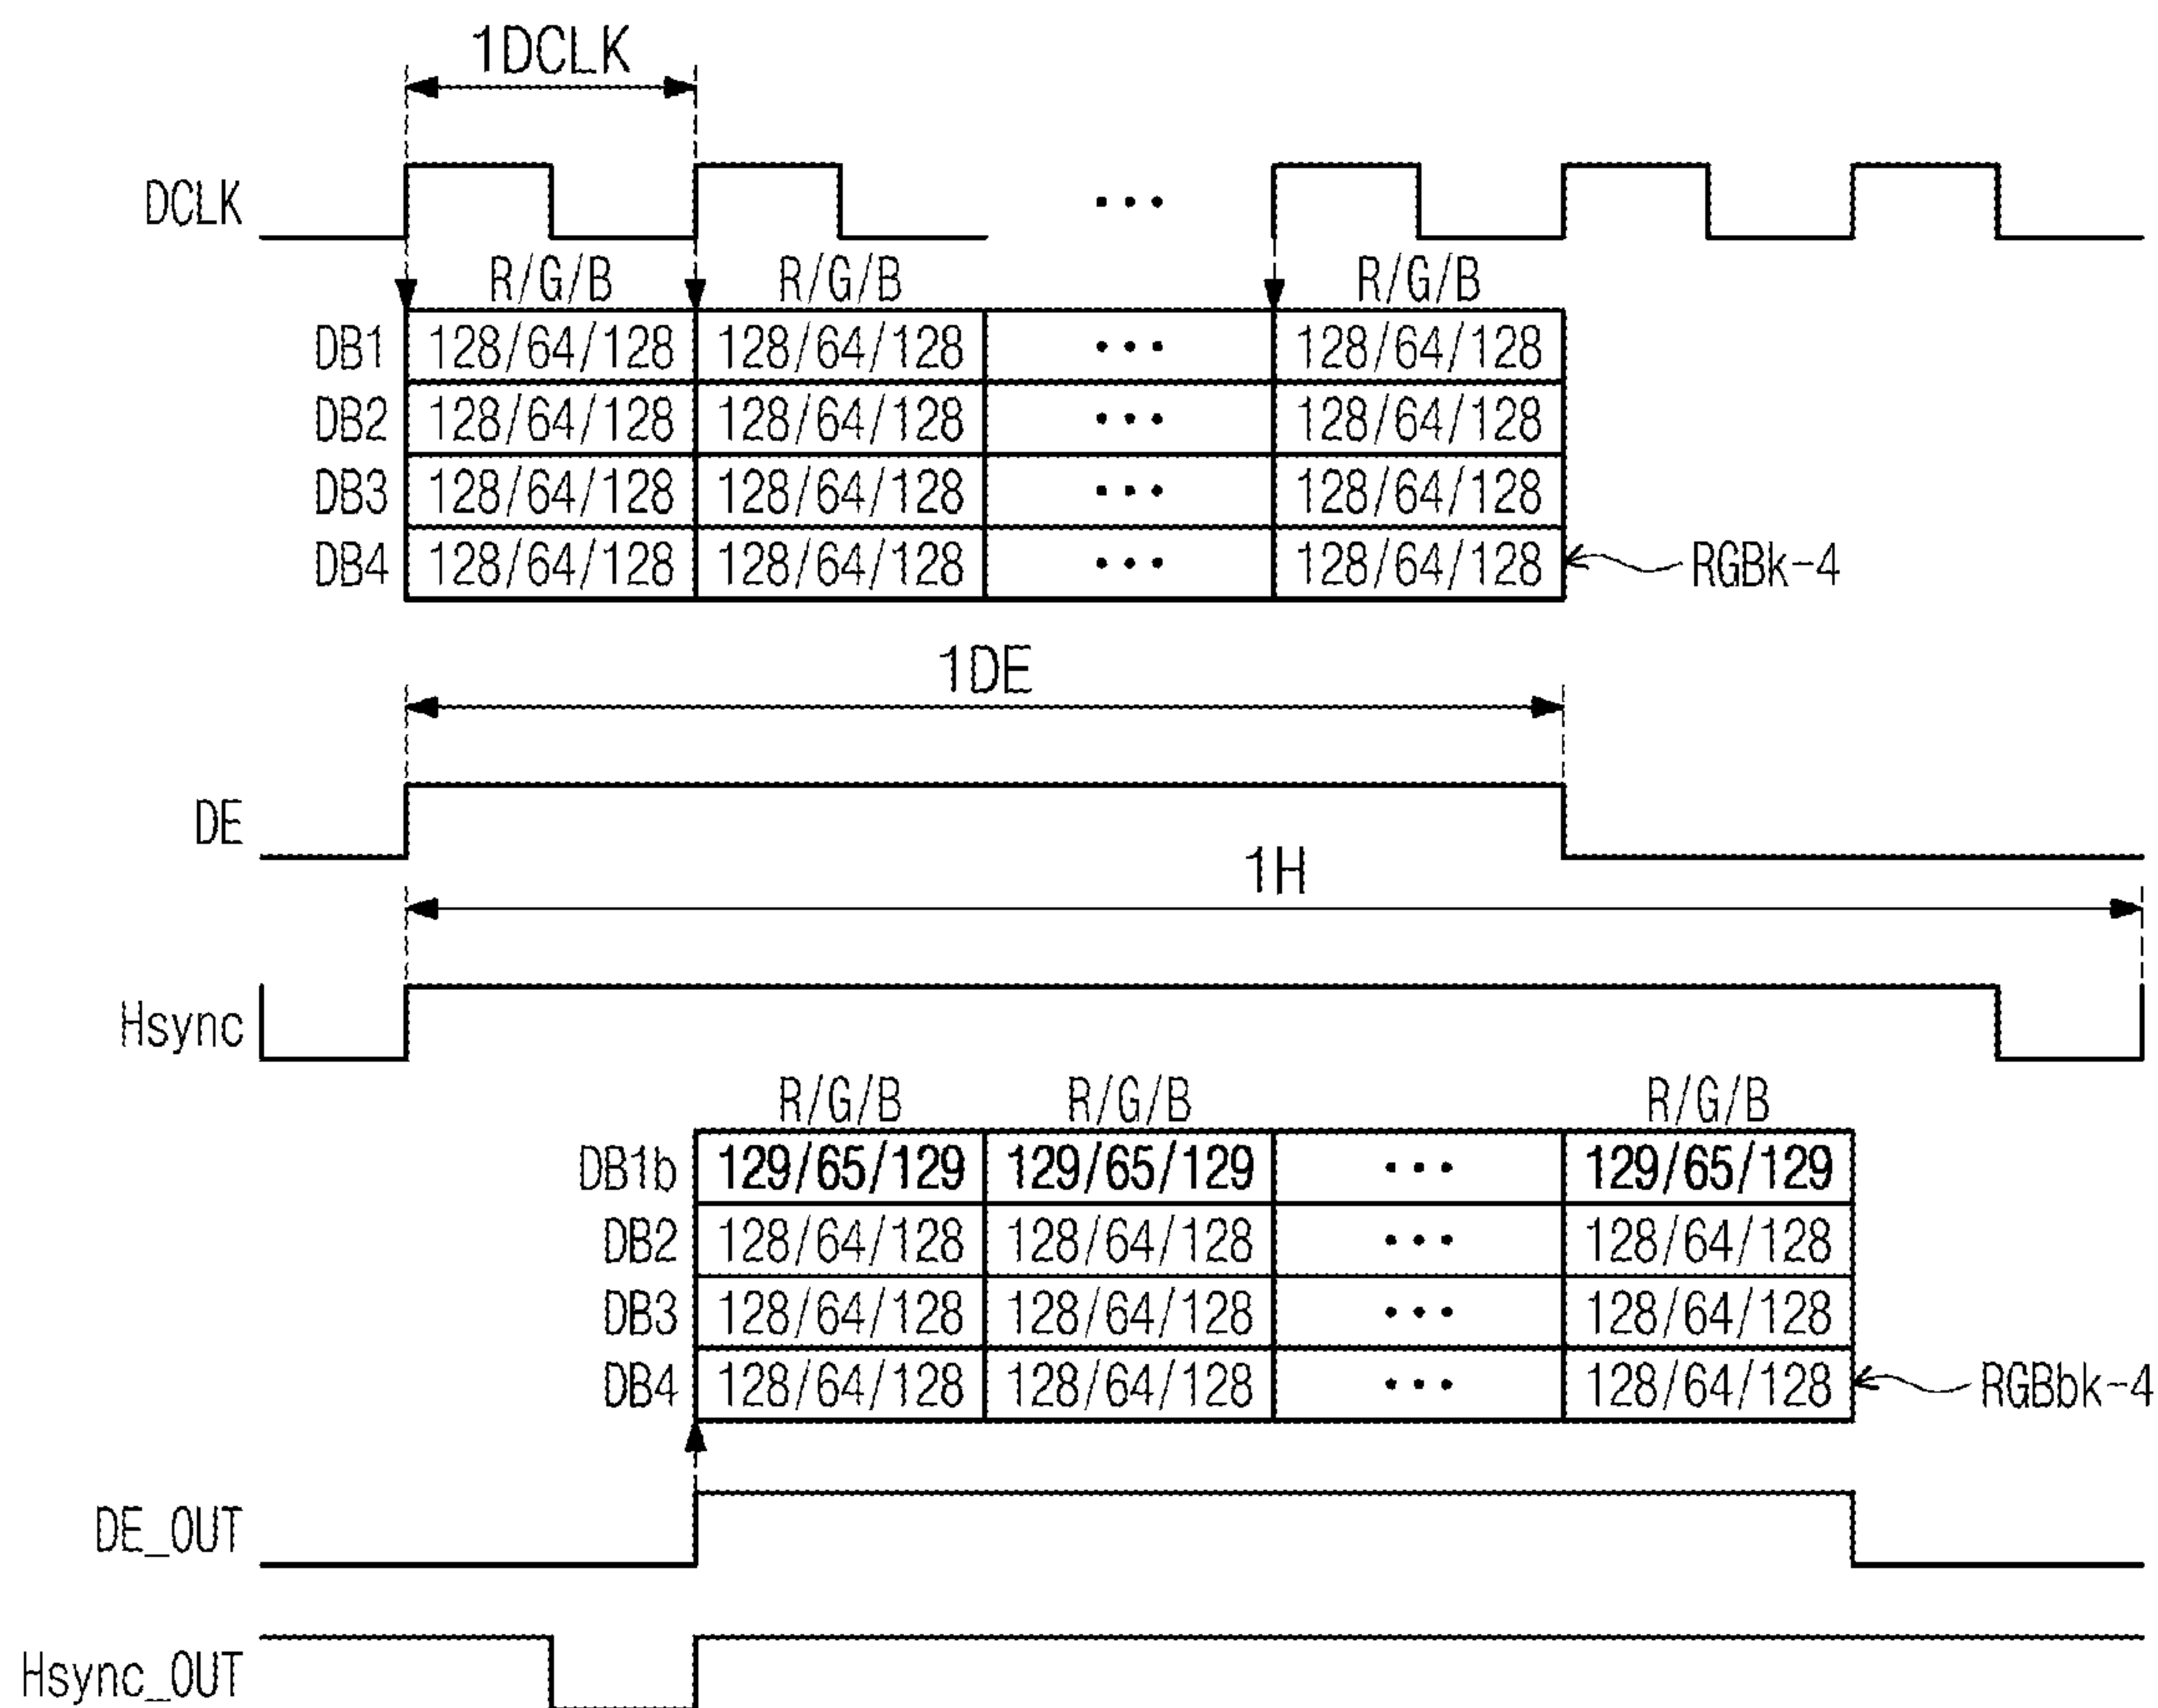 1DCLK
DCLK ...
R/G/B R/G/B R/G/B
DB1 128/64/128 128/64/128 ... 128/64/128
DB2 128/64/128 128/64/128 ... 128/64/128
DB3 128/64/128 128/64/128 ... 128/64/128
DB4 128/64/128 128/64/128 ... 128/64/128 RGBk-4
1DE
DE
1H
Hsync
R/G/B R/G/B R/G/B
DB1b 129/65/129 129/65/129 ... 129/65/129
DB2 128/64/128 128/64/128 ... 128/64/128
DB3 128/64/128 128/64/128 ... 128/64/128
DB4 128/64/128 128/64/128 ... 128/64/128 RGBbk-4
DE_OUT
Hsync_OUT